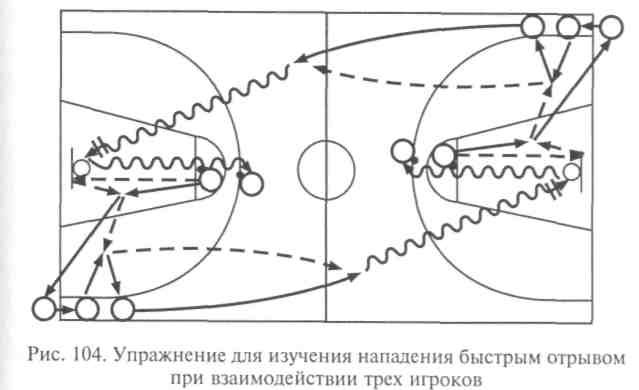 Рис. 104. Упражнение для изучения нападения быстрым отрывом
при взаимодействии трех игроков